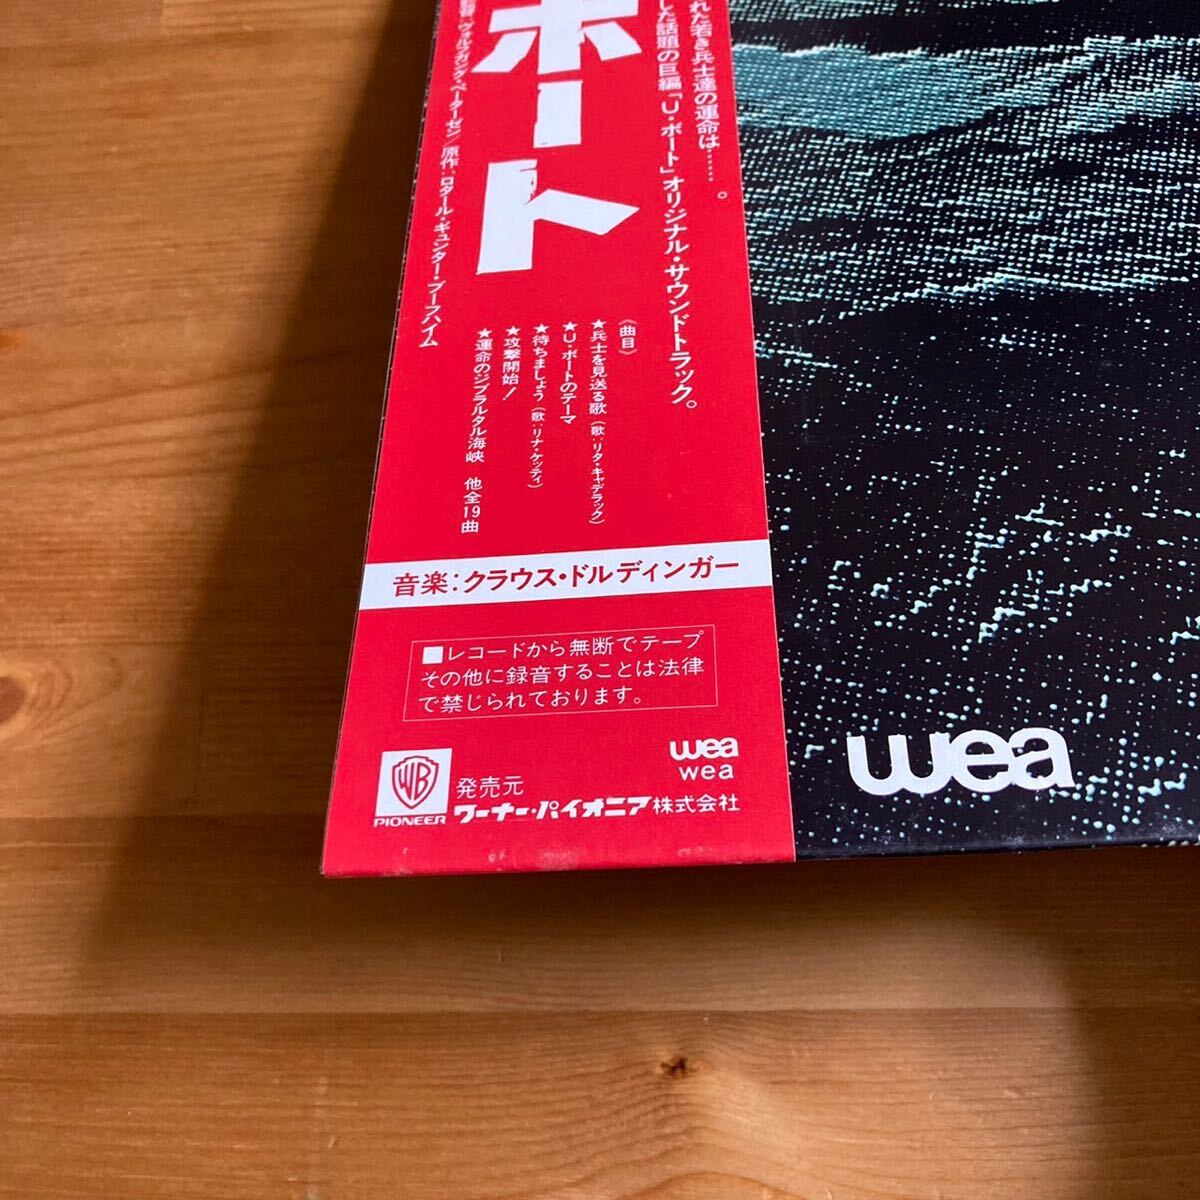 れた若き兵士達の運命は……。
した話題の巨編「U・ボート」オリジナル・サウンドトラック。
ボート
ヴォルフガング・ペーターゼン/原作:ロタール・ギュンター・ブーフハイム
《曲目》
★兵士を見送る歌(歌:リタ・キャデラック)
★U・ボートのテーマ
★待ちましょう(歌:リナ・ケッティ)
★攻撃開始!
★運命のジブラルタル海峡 他全19曲
音楽:クラウス・ドルディンガー
■レコードから無断でテープ
その他に録音することは法律
で禁じられております。
WB
PIONEER
発売元
ワーナー・パイオニア株式会社
wea
wea
wea